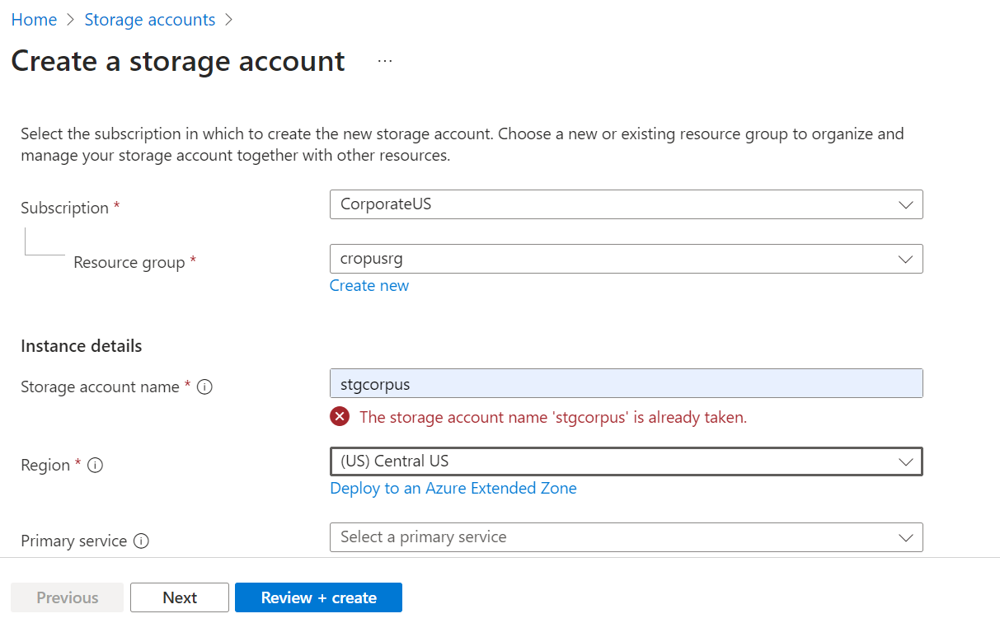 Home > Storage accounts >
Create a storage account ...
Select the subscription in which to create the new storage account. Choose a new or existing resource group to organize and
manage your storage account together with other resources.
Subscription * CorporateUS
Resource group * cropusrg
Create new
Instance details
Storage account name * stgcorpus
The storage account name 'stgcorpus' is already taken.
Region * (US) Central US
Deploy to an Azure Extended Zone
Primary service Select a primary service
Previous Next Review + create